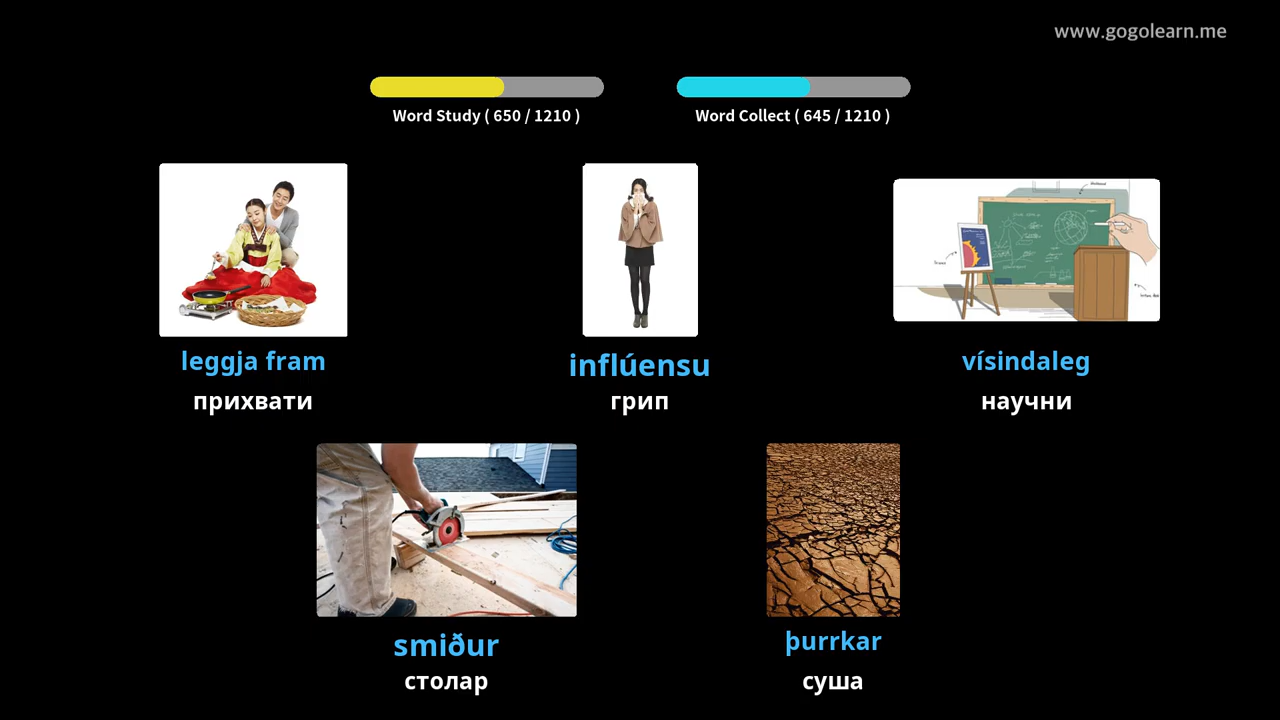 www.gogolearn.me
Word Study ( 650 / 1210 )
Word Collect ( 645 / 1210 )
leggja fram
прихвати
inflúensu
грип
vísindaleg
научни
smiður
столар
þurrkar
суша